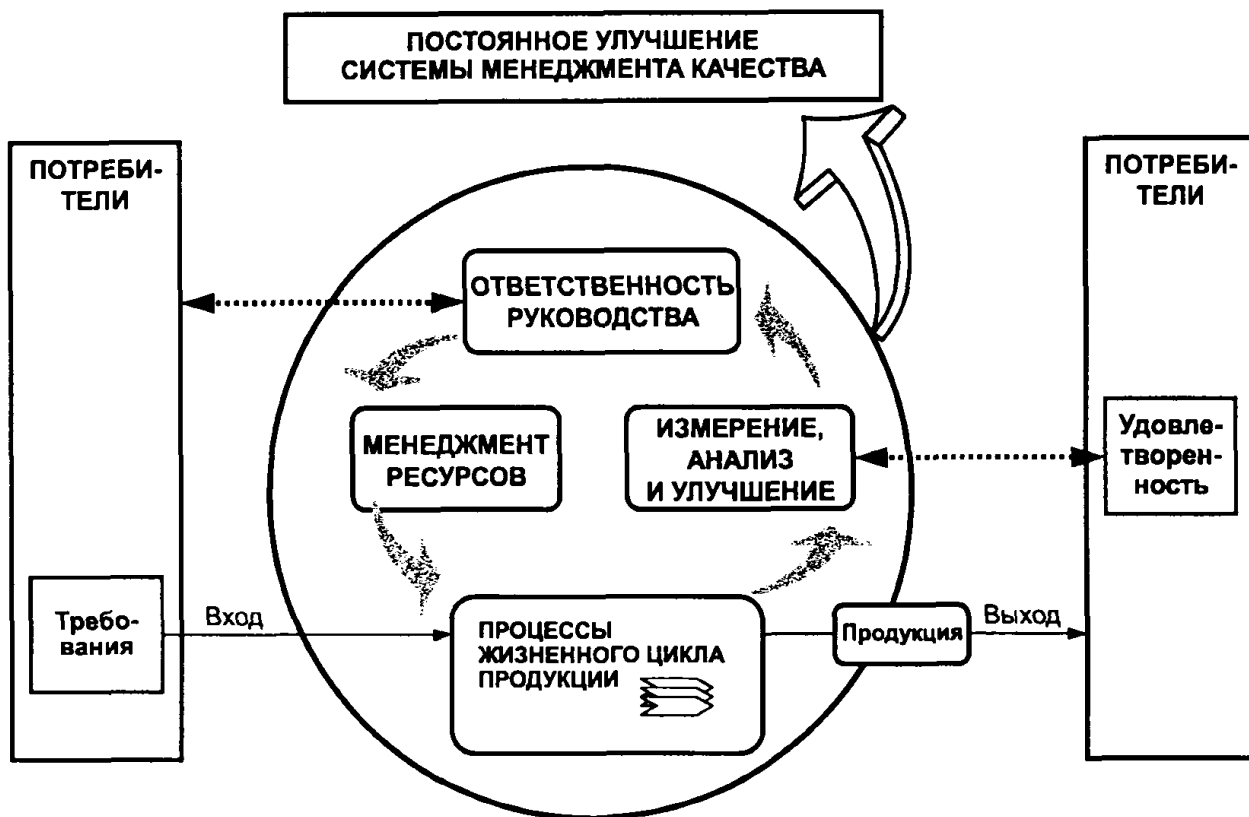 ПОСТОЯННОЕ УЛУЧШЕНИЕ
СИСТЕМЫ МЕНЕДЖМЕНТА КАЧЕСТВА
ПОТРЕБИ-
ТЕЛИ
ПОТРЕБИ-
ТЕЛИ
ОТВЕТСТВЕННОСТЬ
РУКОВОДСТВА
МЕНЕДЖМЕНТ
РЕСУРСОВ
ИЗМЕРЕНИЕ,
АНАЛИЗ
И УЛУЧШЕНИЕ
Удовле-
творен-
ность
Требо-
вания
Вход
ПРОЦЕССЫ
ЖИЗНЕННОГО ЦИКЛА
ПРОДУКЦИИ
Продукция
Выход